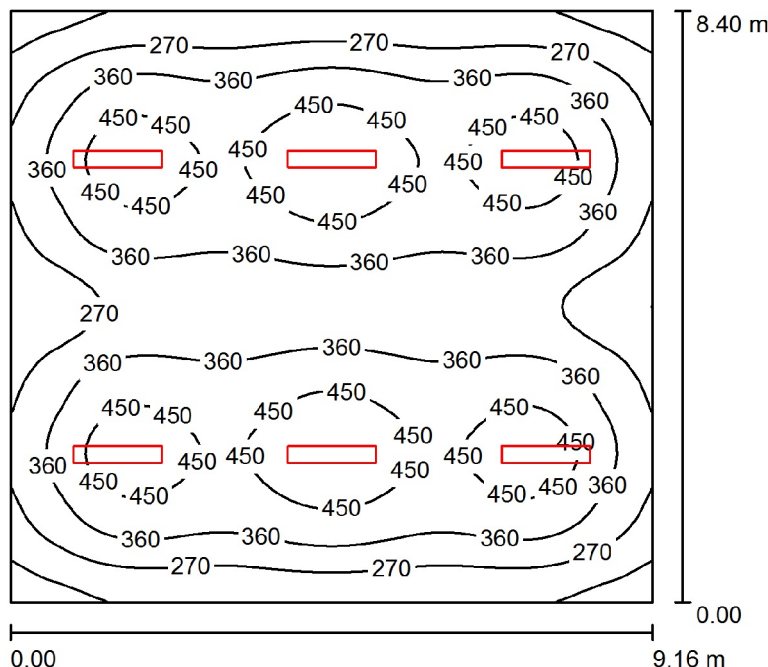 8.40 m
270 270 270
360 360 360 360
450 450 450 450 450 450
450 450 450 450
360 450 450 450 450
450 450 360
360 360 360 360
270
360 360 360 360 360
450 450 450 450 450
450 450
360 450 450 450 450
450 450 450 450 360
450
360 360 360 270
270 270
0.00
0.00 9.16 m